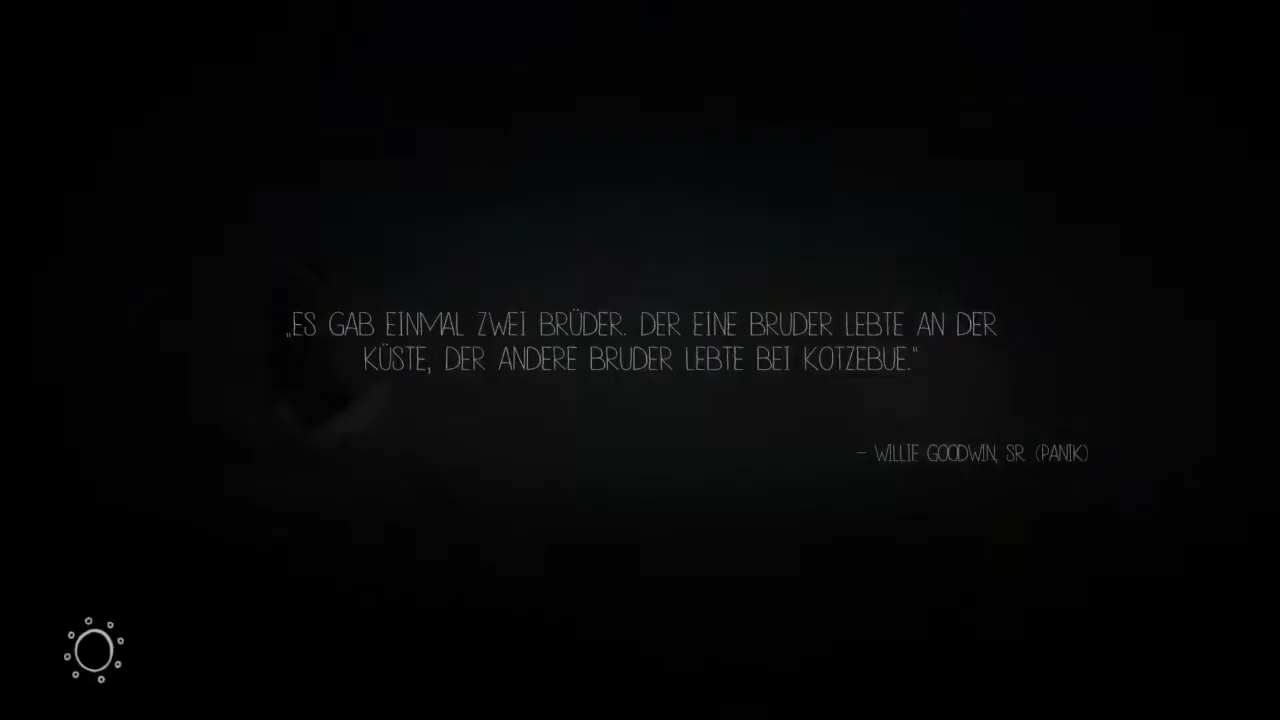 „ES GAB EINMAL ZWEI BRÜDER. DER EINE BRUDER LEBTE AN DER
KÜSTE, DER ANDERE BRUDER LEBTE BEI KOTZEBUE.“
– WILLIE GOODWIN, SR. (PANIK)